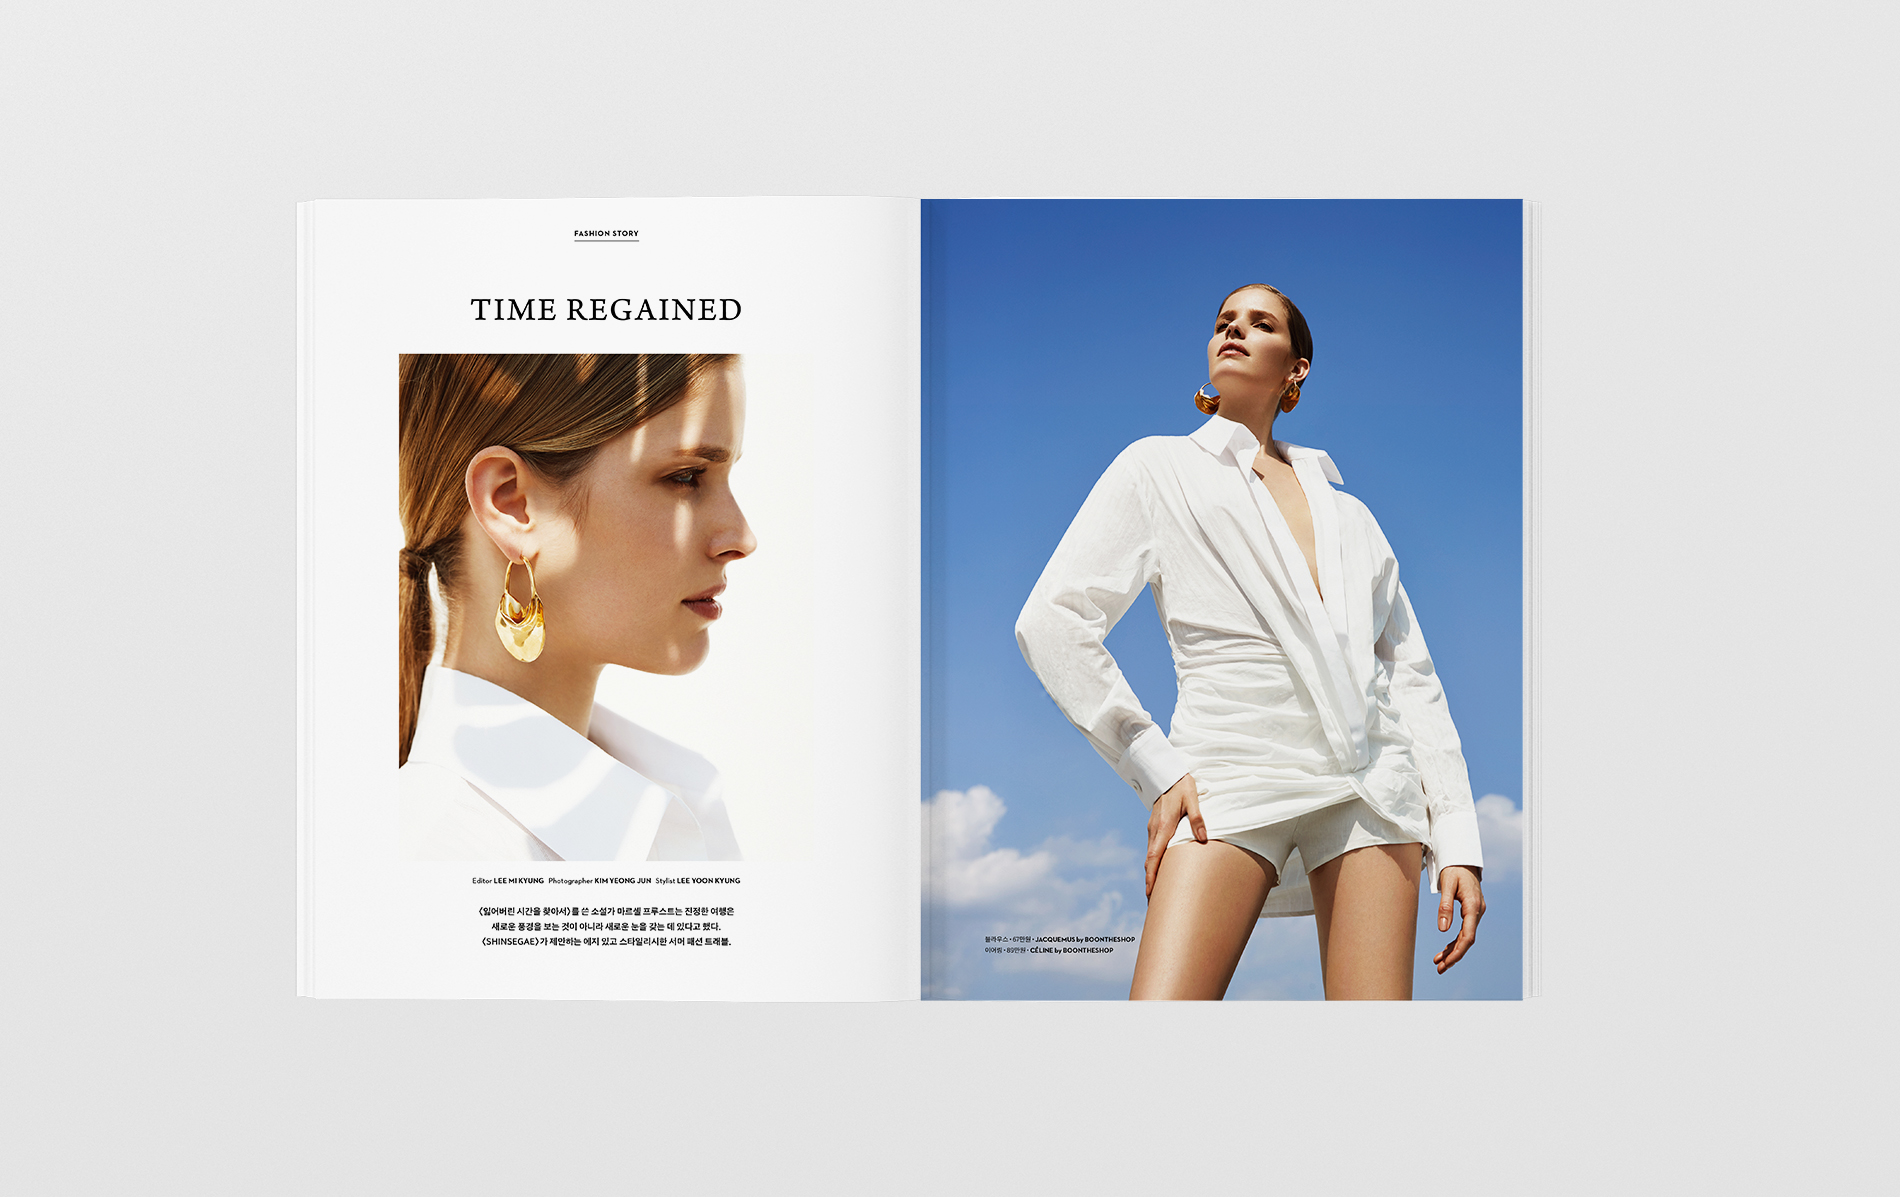 FASHION STORY
TIME REGAINED
Editor LEE MI KYUNG Photographer KIM YEONG JUN Stylist LEE YOON KYUNG
〈잃어버린 시간을 찾아서〉를 쓴 소설가 마르셀 프루스트는 진정한 여행은
새로운 풍경을 보는 것이 아니라 새로운 눈을 갖는 데 있다고 했다.
〈SHINSEGAE〉가 제안하는 에지 있고 스타일리시한 서머 패션 트래블.
블라우스・67만원・JACQUEMUS by BOONTHESHOP
이어링・89만원・CÉLINE by BOONTHESHOP